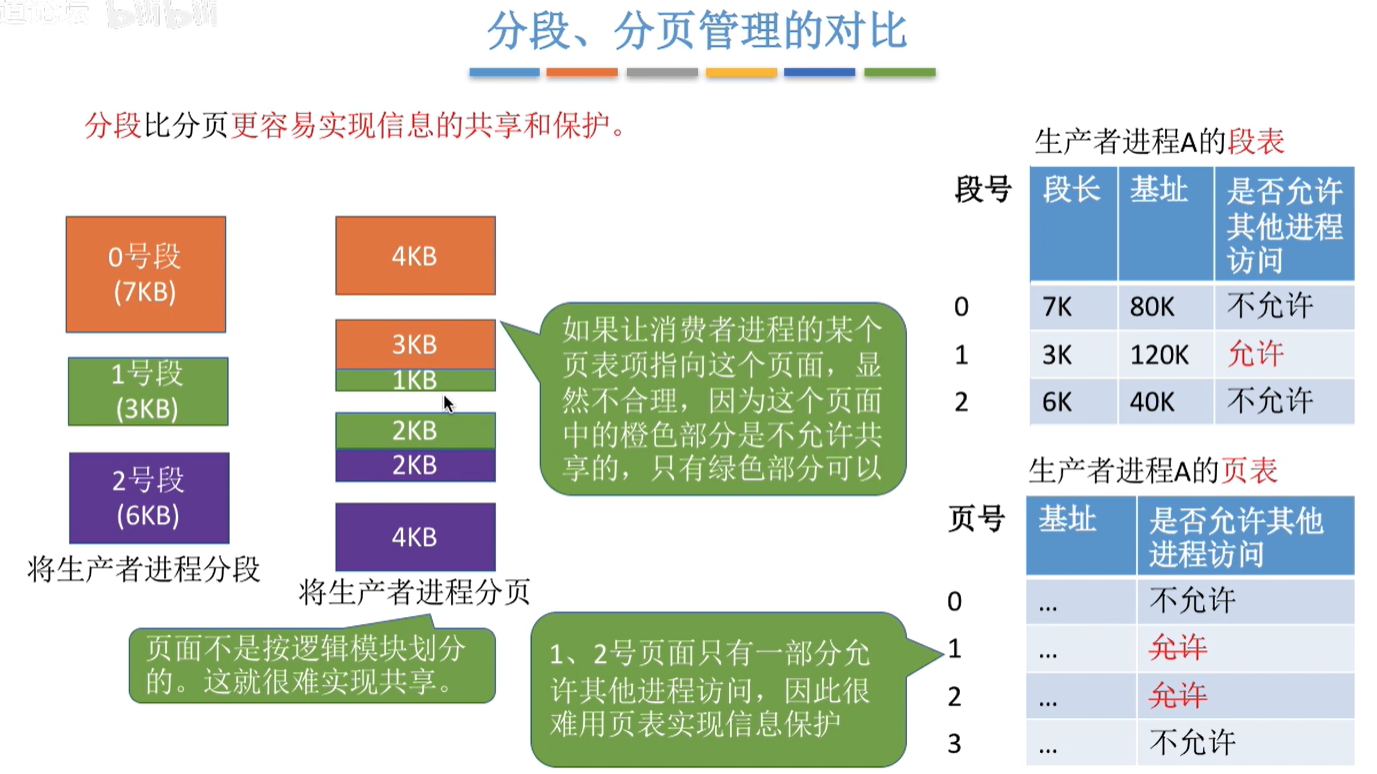 道论坛 bilibili
分段、分页管理的对比
分段比分页更容易实现信息的共享和保护。
0号段
(7KB)
1号段
(3KB)
2号段
(6KB)
将生产者进程分段
4KB
3KB
1KB
2KB
2KB
4KB
将生产者进程分页
页面不是按逻辑模块划分
的。这就很难实现共享。
如果让消费者进程的某个
页表项指向这个页面，显
然不合理，因为这个页面
中的橙色部分是不允许共
享的，只有绿色部分可以
1、2号页面只有一部分允
许其他进程访问，因此很
难用页表实现信息保护
生产者进程A的段表
段号 段长 基址 是否允许
其他进程
访问
0 7K 80K 不允许
1 3K 120K 允许
2 6K 40K 不允许
生产者进程A的页表
页号 基址 是否允许其他
进程访问
0 ... 不允许
1 ... 允许
2 ... 允许
3 ... 不允许